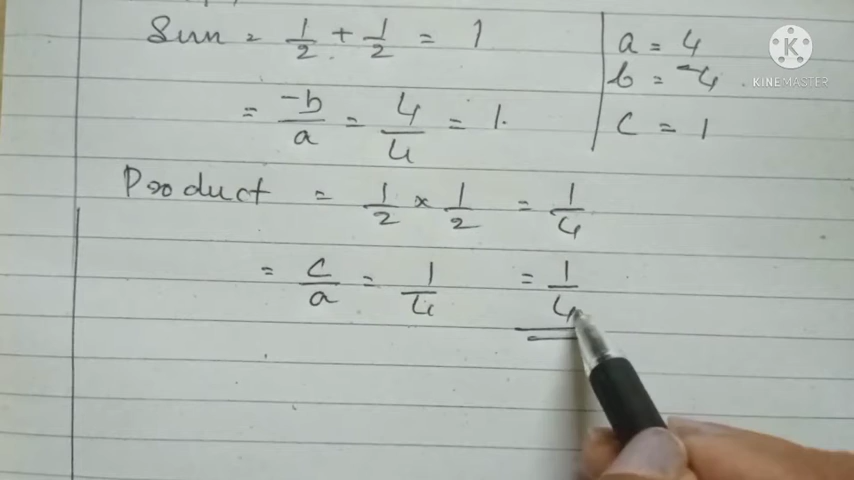 Sum = 1/2 + 1/2 = 1
= -b/a = 4/4 = 1.
Product = 1/2 × 1/2 = 1/4
= c/a = 1/4 = 1/4
a = 4
b = -4
c = 1
K
KINEMASTER